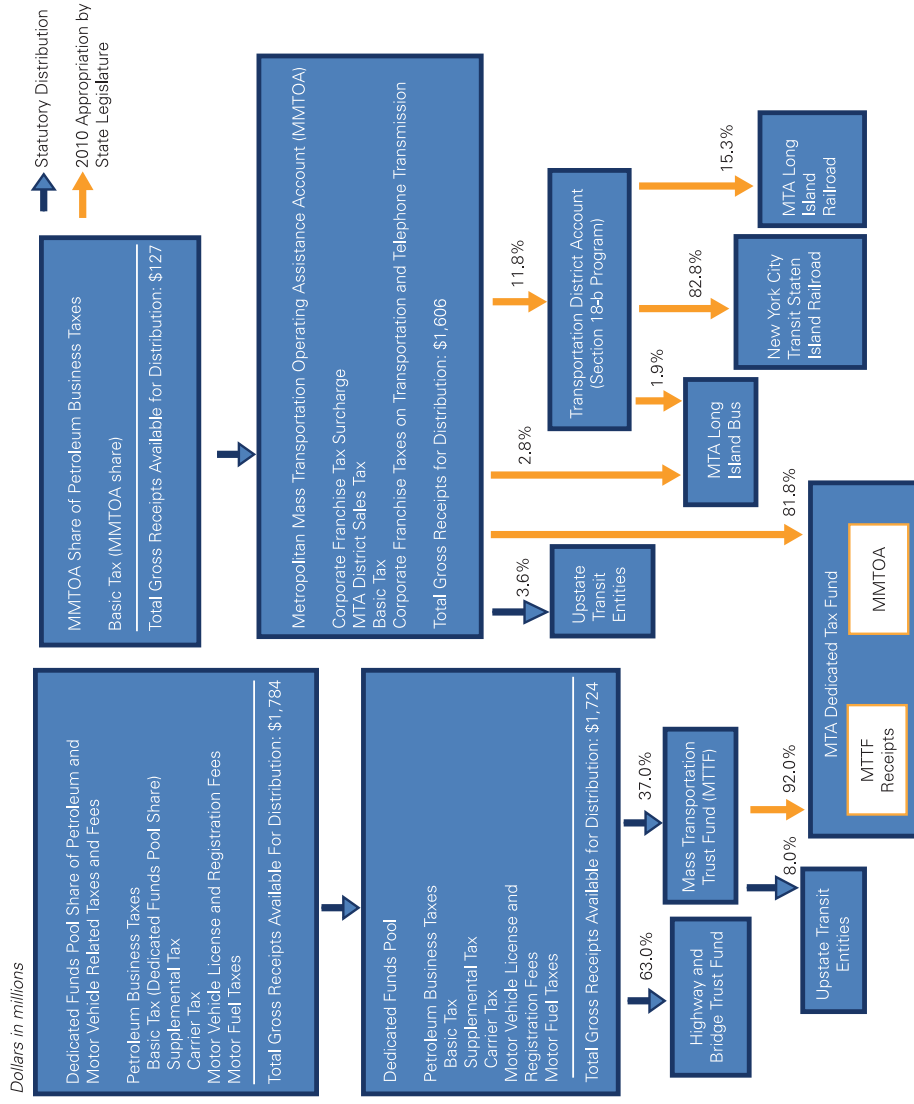 Dollars in millions
Dedicated Funds Pool Share of Petroleum and
Motor Vehicle Related Taxes and Fees
Petroleum Business Taxes
Basic Tax (Dedicated Funds Pool Share)
Supplemental Tax
Carrier Tax
Motor Vehicle License and Registration Fees
Motor Fuel Taxes
Total Gross Receipts Available For Distribution: $1,784
MMTOA Share of Petroleum Business Taxes
Basic Tax (MMTOA share)
Total Gross Receipts Available for Distribution: $127
Statutory Distribution
2010 Appropriation by
State Legislature
Dedicated Funds Pool
Petroleum Business Taxes
Basic Tax
Supplemental Tax
Carrier Tax
Motor Vehicle License and
Registration Fees
Motor Fuel Taxes
Total Gross Receipts Available for Distribution: $1,724
Metropolitan Mass Transportation Operating Assistance Account (MMTOA)
Corporate Franchise Tax Surcharge
MTA District Sales Tax
Basic Tax
Corporate Franchise Taxes on Transportation and Telephone Transmission
Total Gross Receipts for Distribution: $1,606
63.0%
37.0%
3.6%
2.8%
11.8%
Highway and
Bridge Trust Fund
Mass Transportation
Trust Fund (MTTF)
Upstate
Transit
Entities
Transportation District Account
(Section 18-b Program)
8.0%
92.0%
81.8%
1.9%
82.8%
15.3%
Upstate Transit
Entities
MTA Dedicated Tax Fund
MTTF
Receipts
MMTOA
MTA Long
Island Bus
New York City
Transit Staten
Island Railroad
MTA Long
Island
Railroad